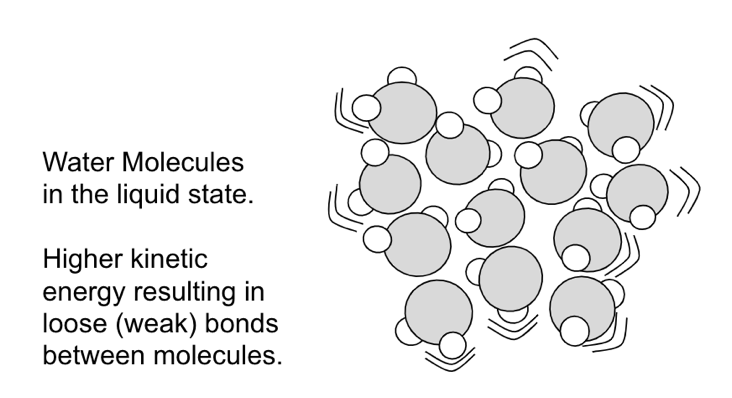 Water Molecules
in the liquid state.
Higher kinetic
energy resulting in
loose (weak) bonds
between molecules.